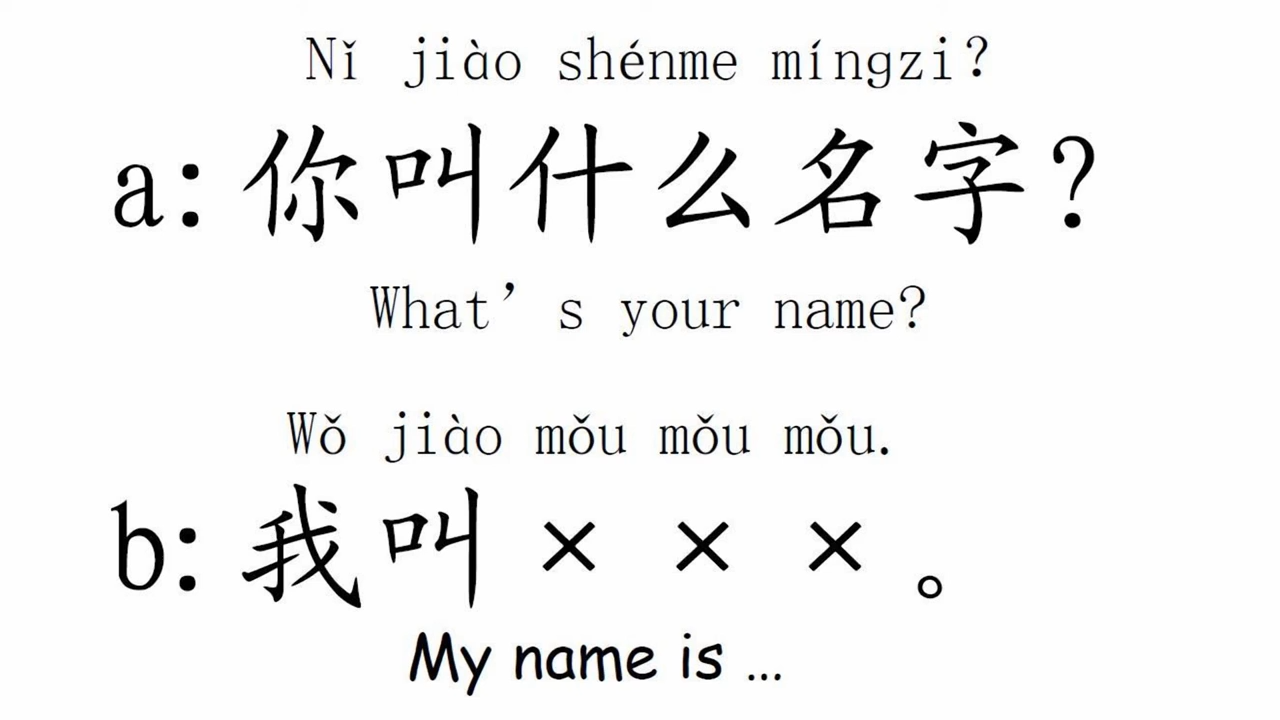 Nǐ jiào shénme míngzi?
a: 你叫什么名字?
What’s your name?
Wǒ jiào mǒu mǒu mǒu.
b: 我叫×××。
My name is …